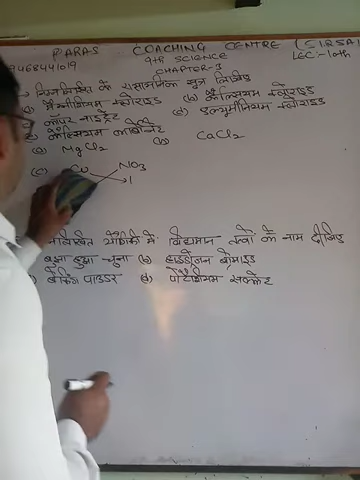 PARAS COACHING CENTRE (SIRSA)
9468441019 9TH SCIENCE LEC:-10th
CHAPTER-3
निम्नलिखित के रासायनिक सूत्र लिखिए
(a) मैग्नीशियम क्लोराइड (b) कैल्सियम क्लोराइड
कॉपर नाइट्रेट (d) एल्यूमीनियम क्लोराइड
कैल्सियम कार्बोनेट
(a) MgCl2 (b) CaCl2
(c) Cu NO3
1
में विद्यमान तत्वों के नाम दीजिए
बुझा हुआ चूना (b) हाइड्रोजन ब्रोमाइड
बेकिंग पाउडर (d) पोटैशियम सल्फेट